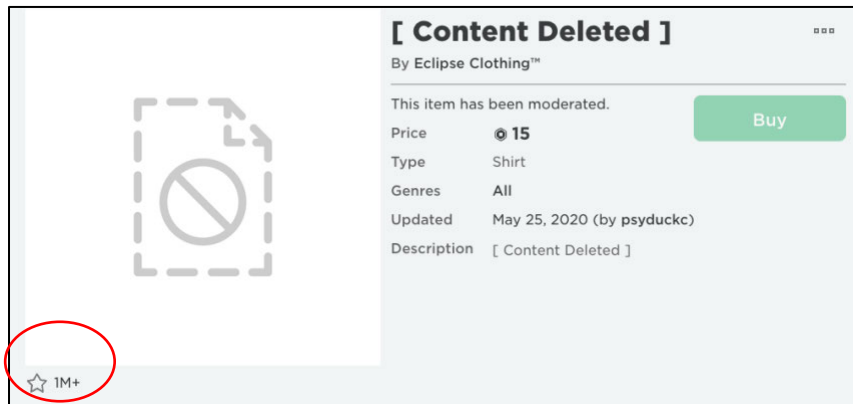 [ Content Deleted ]
By Eclipse Clothing™
This item has been moderated.
Buy
Price 15
Type Shirt
Genres All
Updated May 25, 2020 (by psyduckc)
Description [ Content Deleted ]
1M+